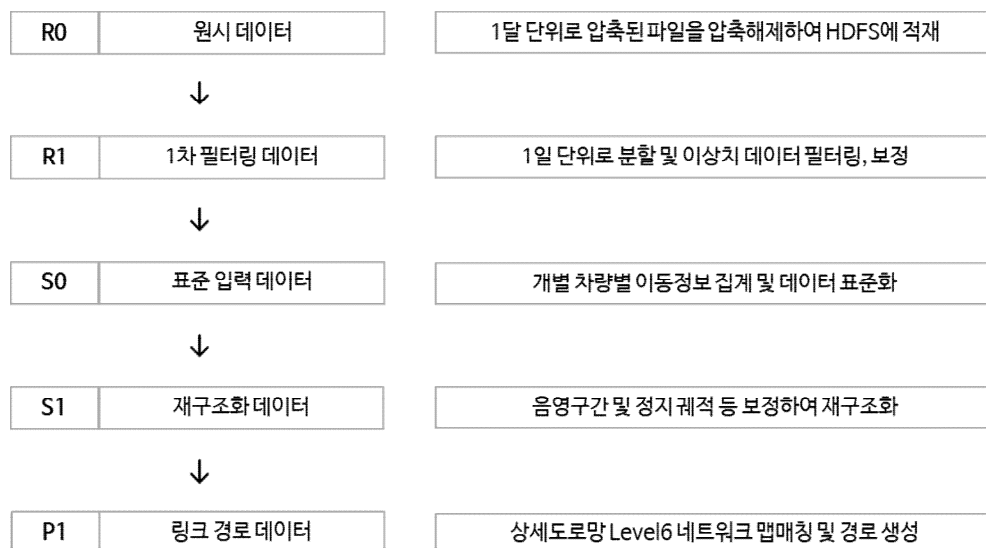 R0 원시 데이터 1달 단위로 압축된 파일을 압축해제하여 HDFS에 적재
R1 1차 필터링 데이터 1일 단위로 분할 및 이상치 데이터 필터링, 보정
S0 표준 입력 데이터 개별 차량별 이동정보 집계 및 데이터 표준화
S1 재구조화 데이터 음영구간 및 정지 궤적 등 보정하여 재구조화
P1 링크 경로 데이터 상세도로망 Level6 네트워크 맵매칭 및 경로 생성